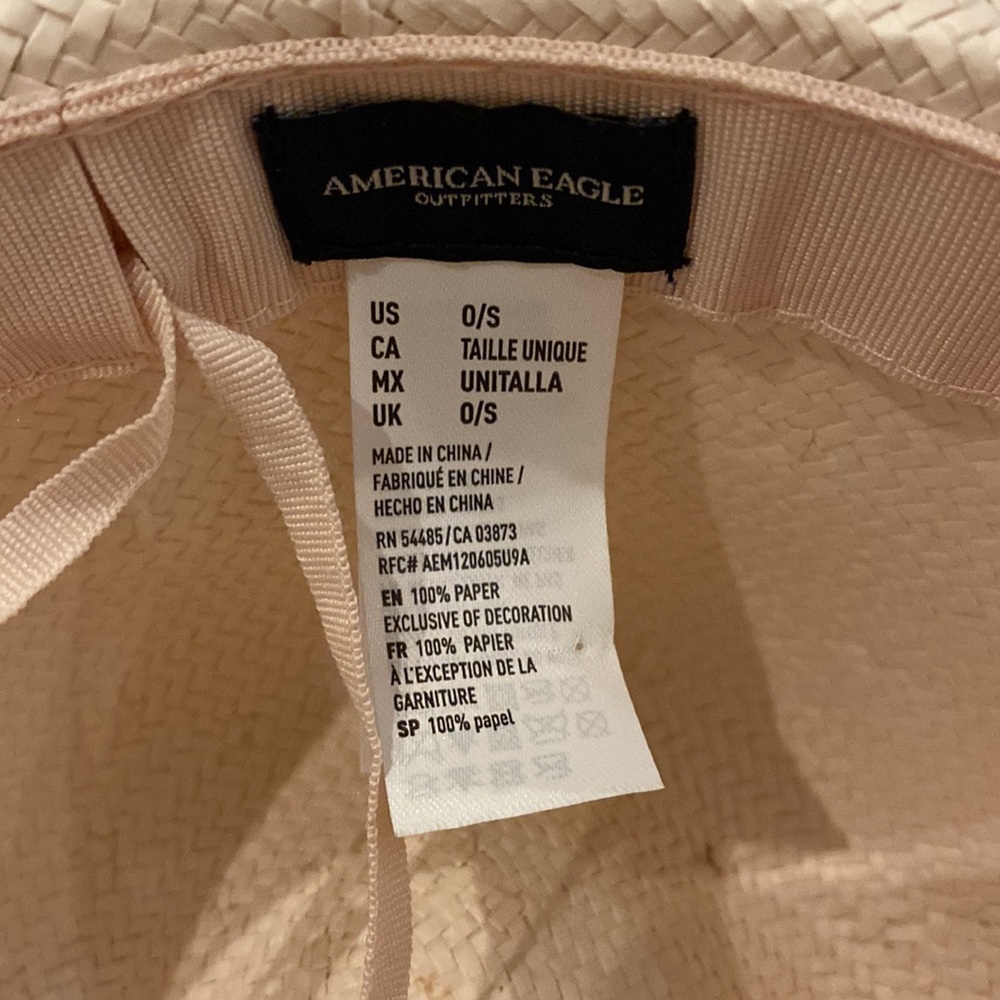 AMERICAN EAGLE
OUTFITTERS
US O/S
CA TAILLE UNIQUE
MX UNITALLA
UK O/S
MADE IN CHINA /
FABRIQUÉ EN CHINE /
HECHO EN CHINA
RN 54485/CA 03873
RFC# AEM120605U9A
EN 100% PAPER
EXCLUSIVE OF DECORATION
FR 100% PAPIER
À L'EXCEPTION DE LA
GARNITURE
SP 100% papel